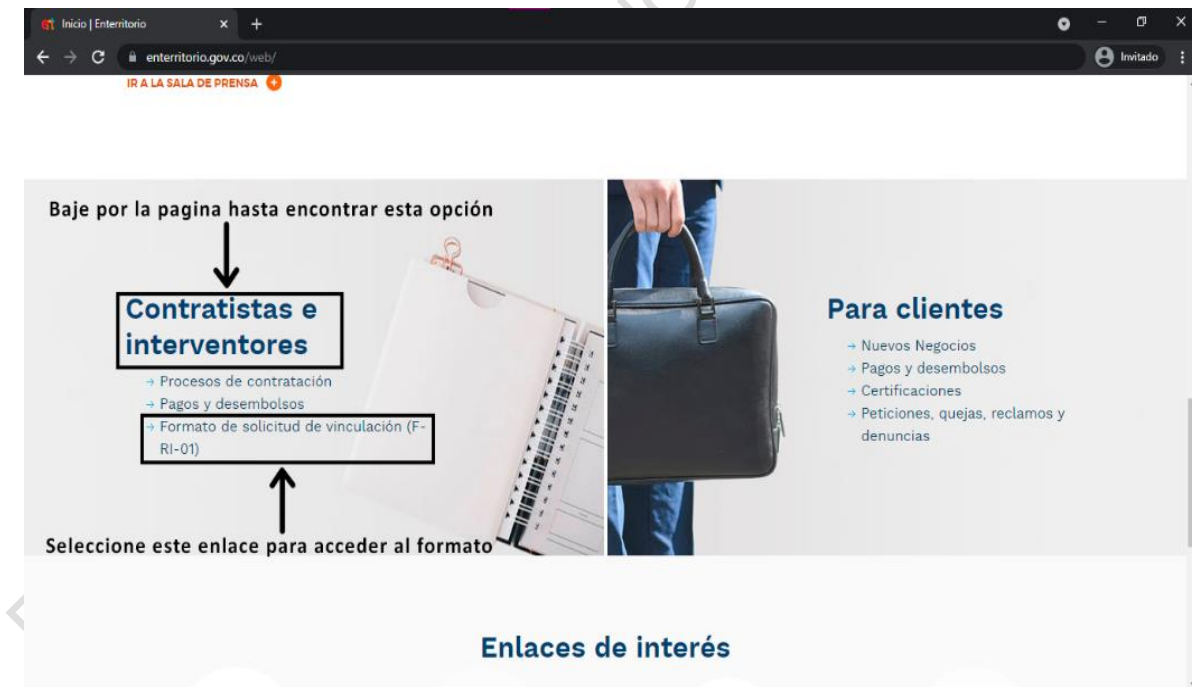 Inicio | Enterritorio
enterritorio.gov.co/web/
Invitado
IR A LA SALA DE PRENSA
Baje por la pagina hasta encontrar esta opción
Contratistas e
interventores
→ Procesos de contratación
→ Pagos y desembolsos
→ Formato de solicitud de vinculación (F-
RI-01)
Seleccione este enlace para acceder al formato
Para clientes
→ Nuevos Negocios
→ Pagos y desembolsos
→ Certificaciones
→ Peticiones, quejas, reclamos y
denuncias
Enlaces de interés